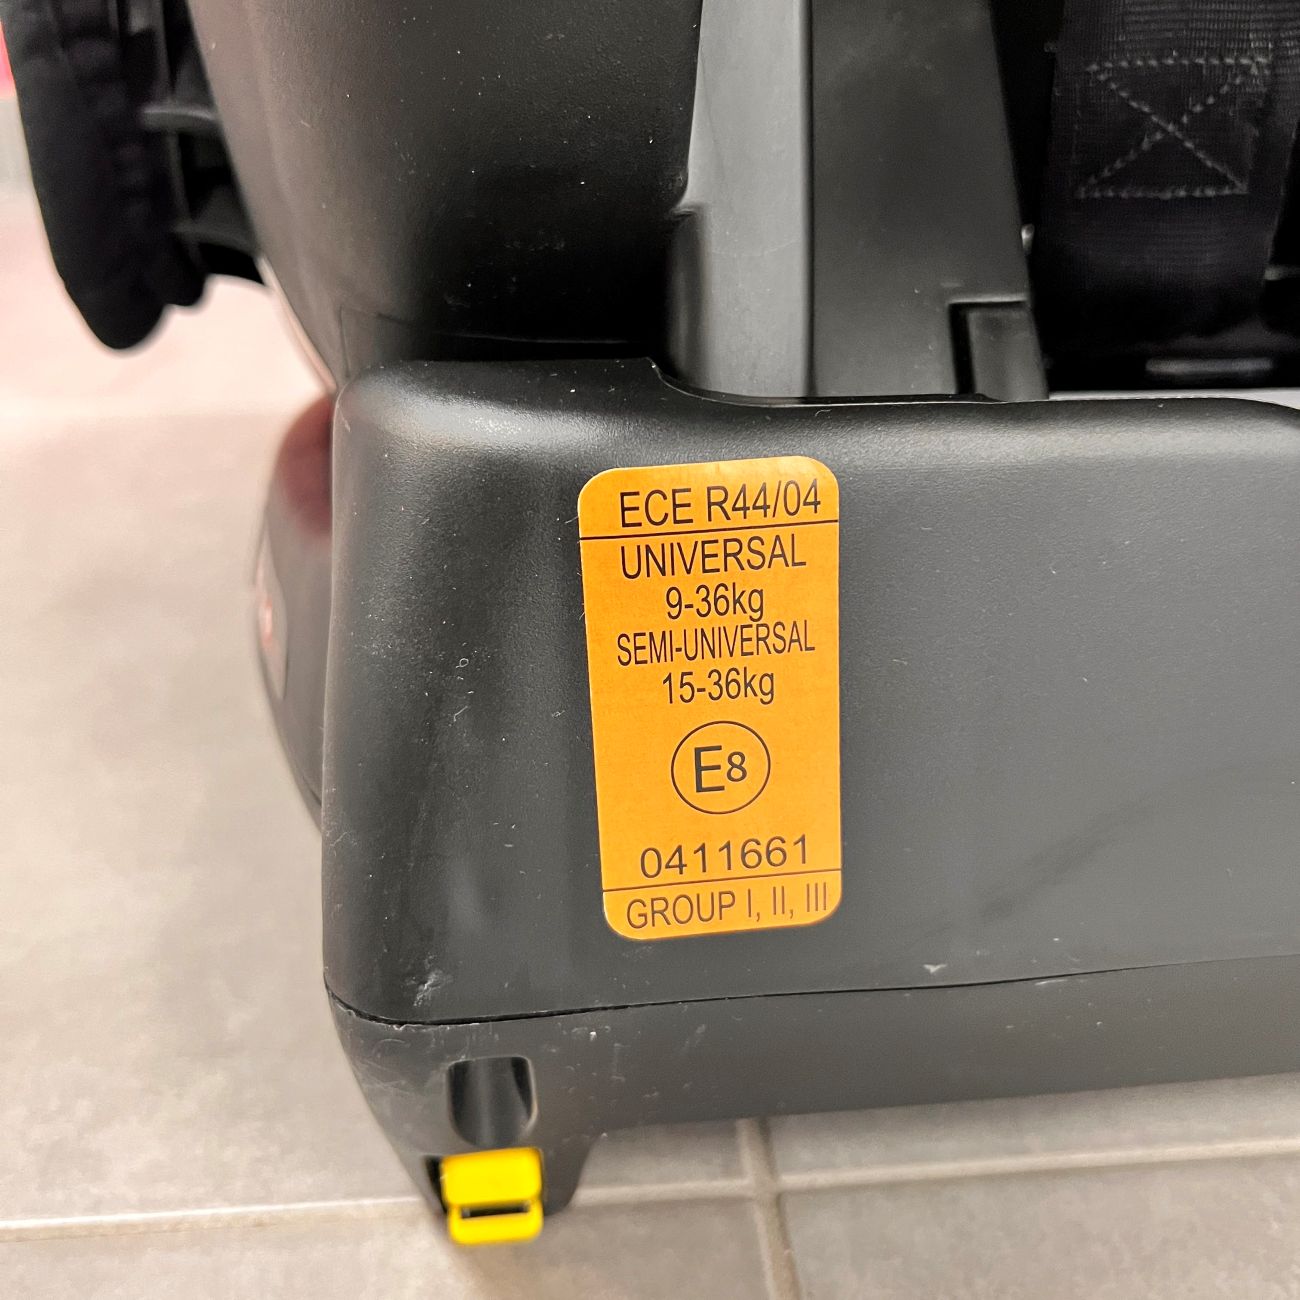 ECE R44/04
UNIVERSAL
9-36kg
SEMI-UNIVERSAL
15-36kg
E8
0411661
GROUP I, II, III